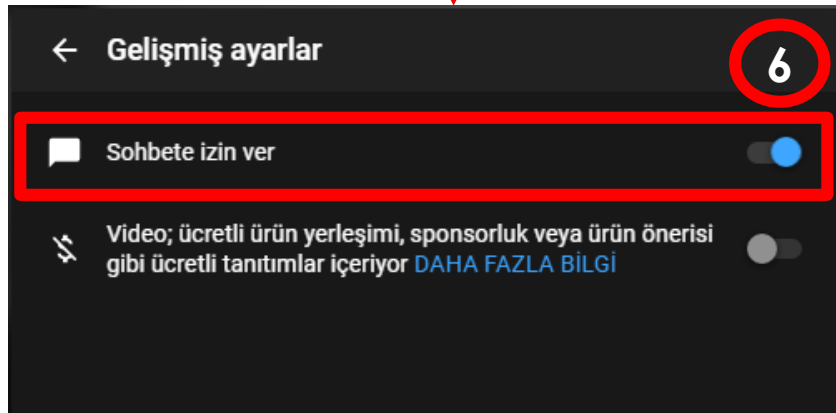 Gelişmiş ayarlar
6
Sohbete izin ver
Video; ücretli ürün yerleşimi, sponsorluk veya ürün önerisi
gibi ücretli tanıtımlar içeriyor DAHA FAZLA BİLGİ